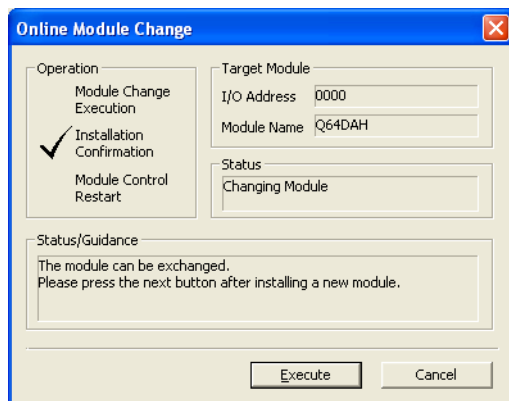 Online Module Change
Operation
Module Change
Execution
Installation
Confirmation
Module Control
Restart
Target Module
I/O Address 0000
Module Name Q64DAH
Status
Changing Module
Status/Guidance
The module can be exchanged.
Please press the next button after installing a new module.
Execute
Cancel